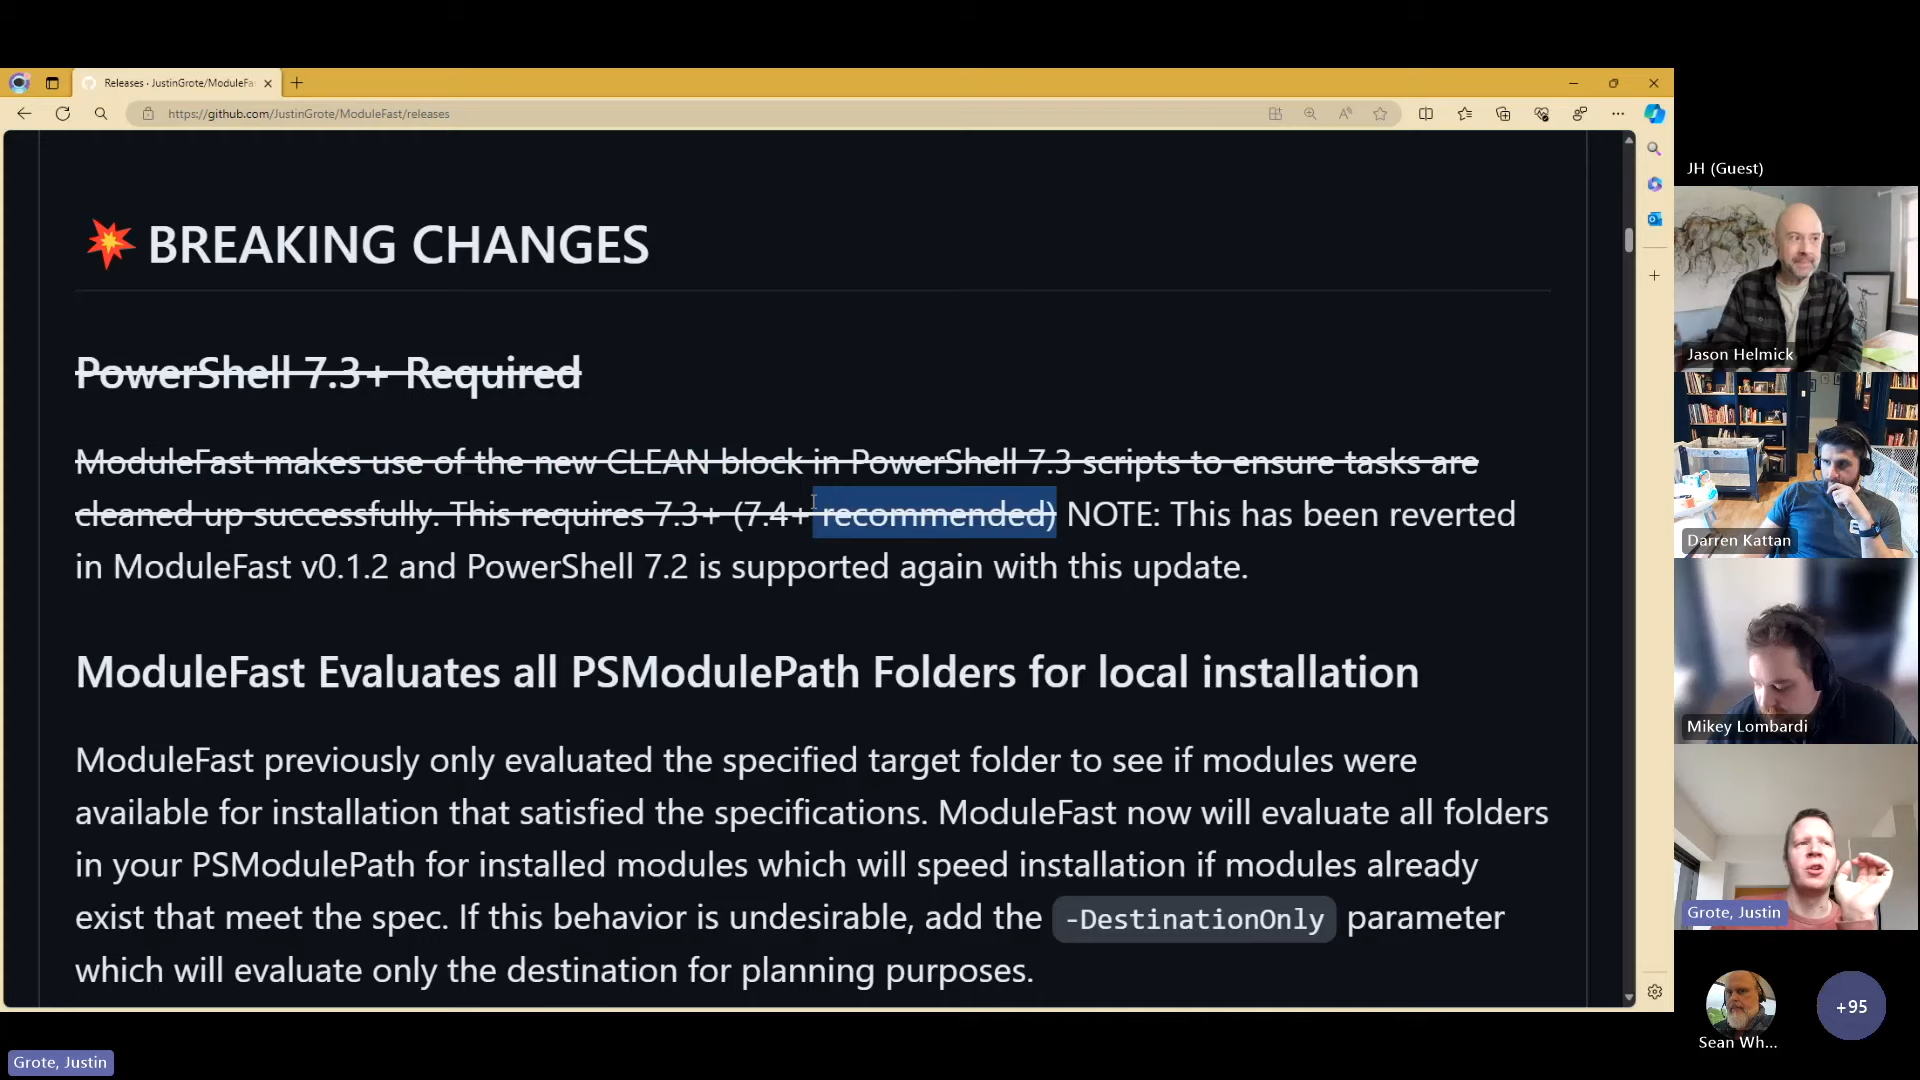 Releases · JustinGrote/ModuleFa
https://github.com/JustinGrote/ModuleFast/releases
💥 BREAKING CHANGES
PowerShell 7.3+ Required
ModuleFast makes use of the new CLEAN block in PowerShell 7.3 scripts to ensure tasks are
cleaned up successfully. This requires 7.3+ (7.4+ recommended) NOTE: This has been reverted
in ModuleFast v0.1.2 and PowerShell 7.2 is supported again with this update.
ModuleFast Evaluates all PSModulePath Folders for local installation
ModuleFast previously only evaluated the specified target folder to see if modules were
available for installation that satisfied the specifications. ModuleFast now will evaluate all folders
in your PSModulePath for installed modules which will speed installation if modules already
exist that meet the spec. If this behavior is undesirable, add the -DestinationOnly parameter
which will evaluate only the destination for planning purposes.
JH (Guest)
Jason Helmick
Darren Kattan
Mikey Lombardi
Grote, Justin
Sean Wh...
+95
Grote, Justin